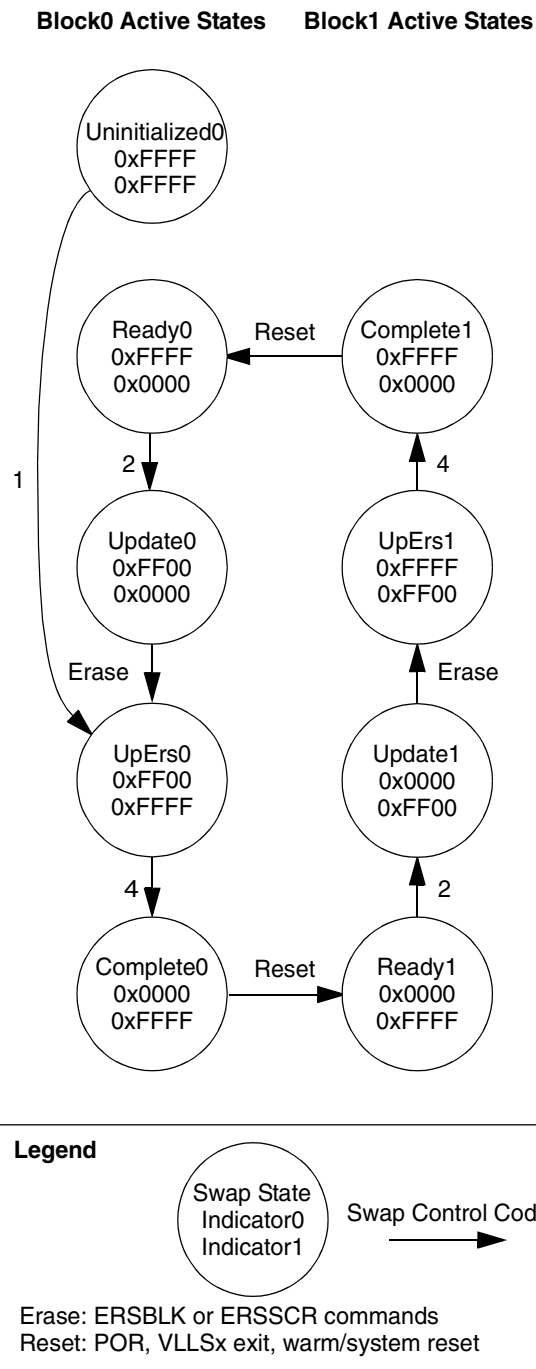 Block0 Active States
Block1 Active States
Uninitialized0
0xFFFF
0xFFFF
Ready0
0xFFFF
0x0000
Reset
Complete1
0xFFFF
0x0000
1
2
4
Update0
0xFF00
0x0000
UpErs1
0xFFFF
0xFF00
Erase
Erase
UpErs0
0xFF00
0xFFFF
Update1
0x0000
0xFF00
4
2
Complete0
0x0000
0xFFFF
Reset
Ready1
0x0000
0xFFFF
Legend
Swap State
Indicator0
Indicator1
Swap Control Cod
Erase: ERSBLK or ERSSCR commands
Reset: POR, VLLSx exit, warm/system reset